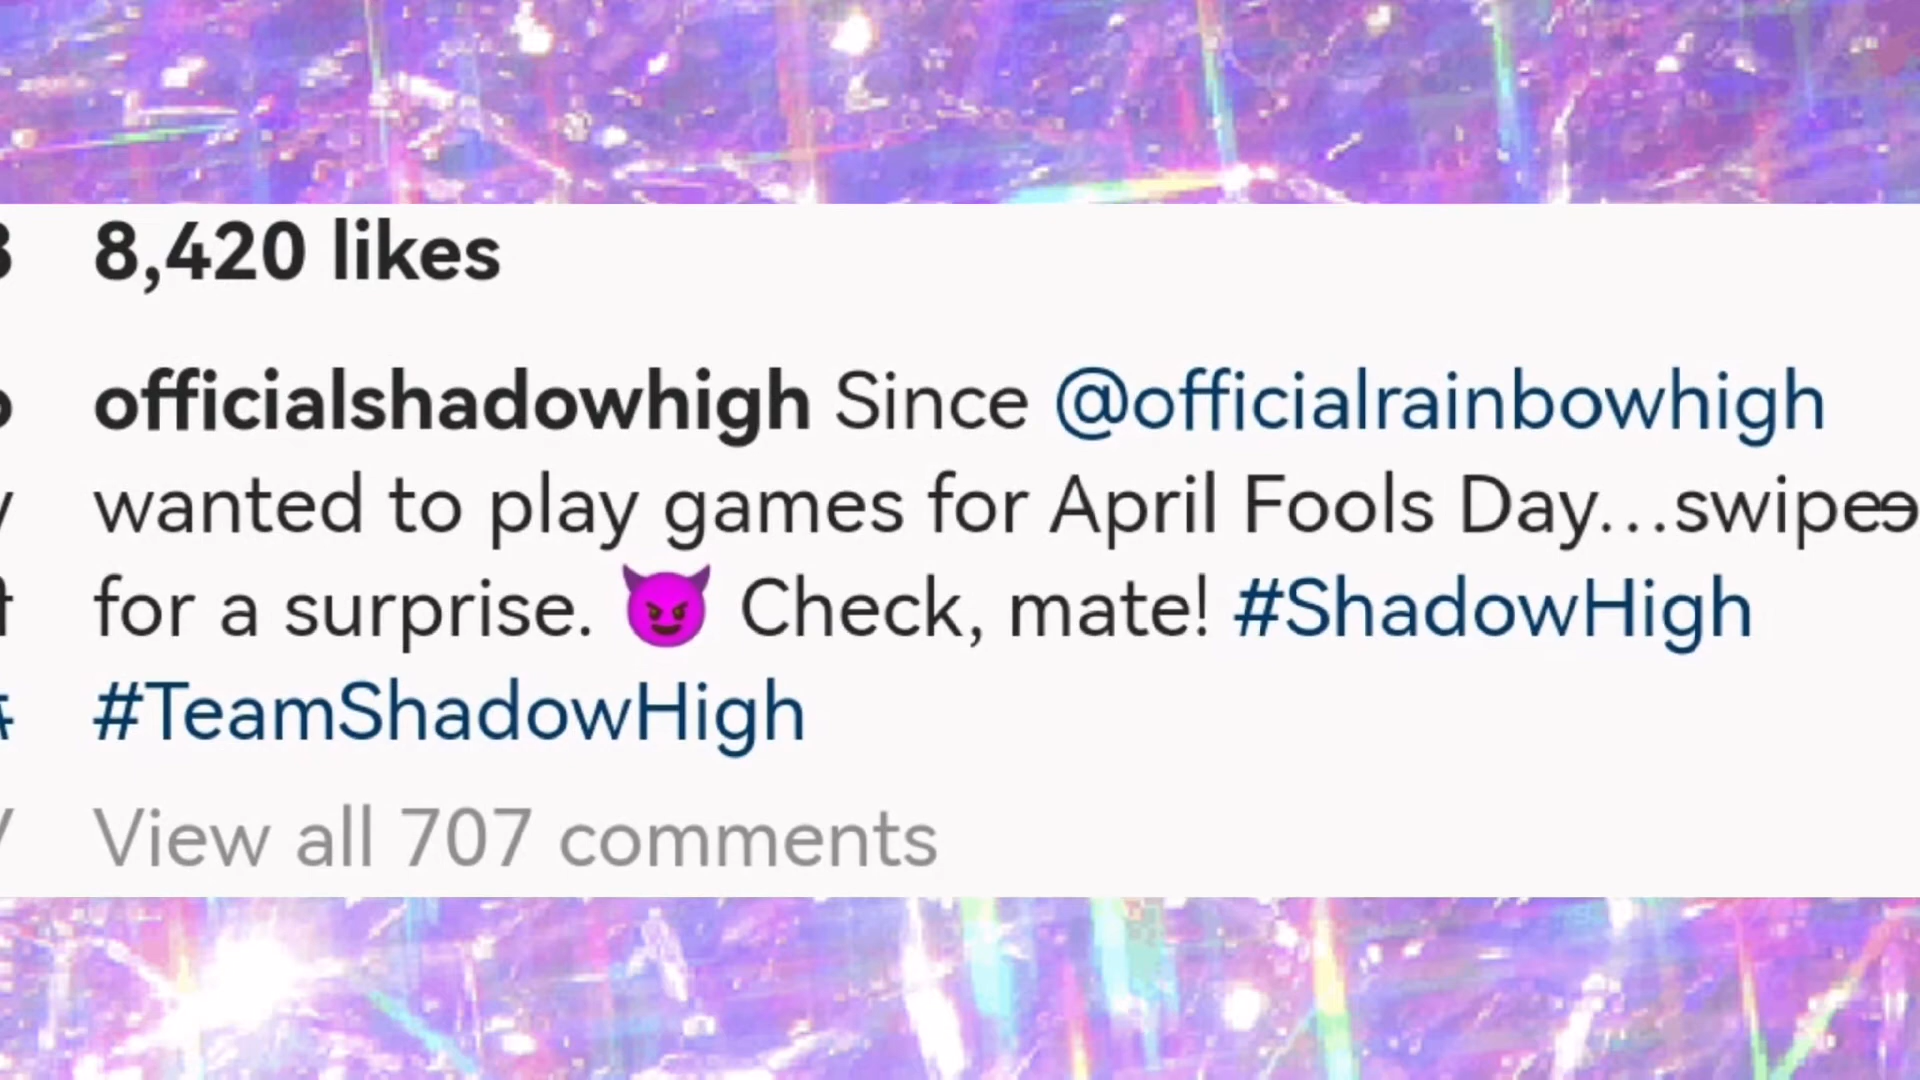 8,420 likes
officialshadowhigh Since @officialrainbowhigh
wanted to play games for April Fools Day...swipe
for a surprise. 😈 Check, mate! #ShadowHigh
#TeamShadowHigh
View all 707 comments